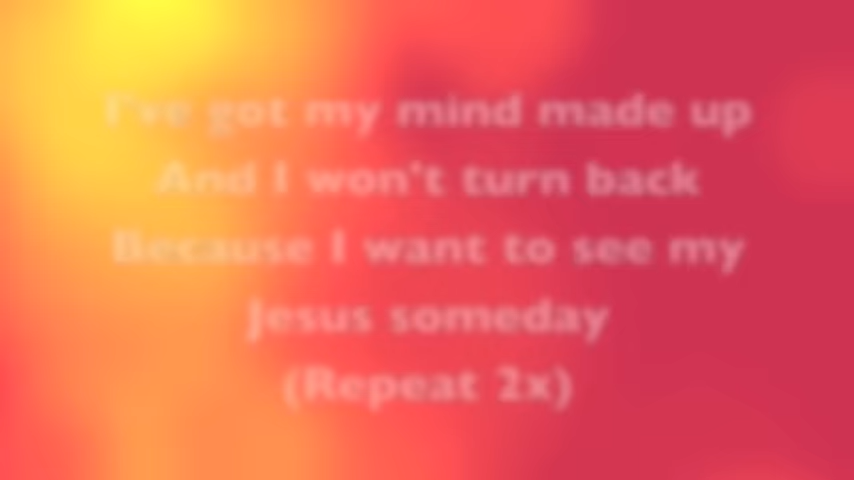 I've got my mind made up
And I won't turn back
Because I want to see my
Jesus someday
(Repeat 2x)